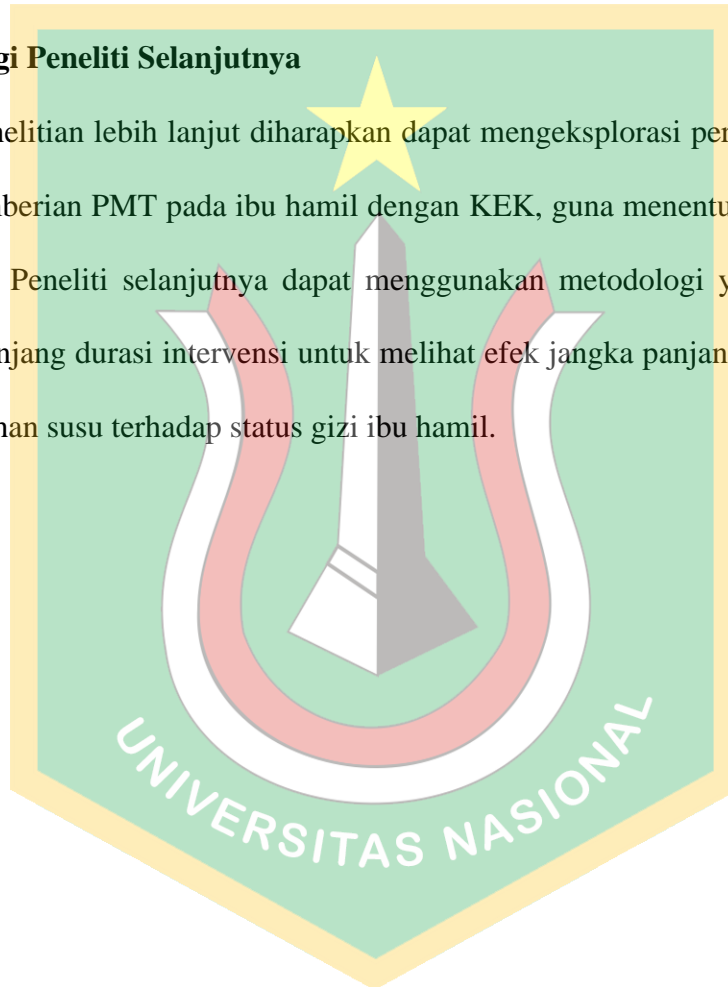 gi Peneliti Selanjutnya
nelitian lebih lanjut diharapkan dapat mengeksplorasi per
nberian PMT pada ibu hamil dengan KEK, guna menentu
Peneliti selanjutnya dapat menggunakan metodologi y
njang durasi intervensi untuk melihat efek jangka panjan
nan susu terhadap status gizi ibu hamil.
UNIVERSITAS NASIONAL